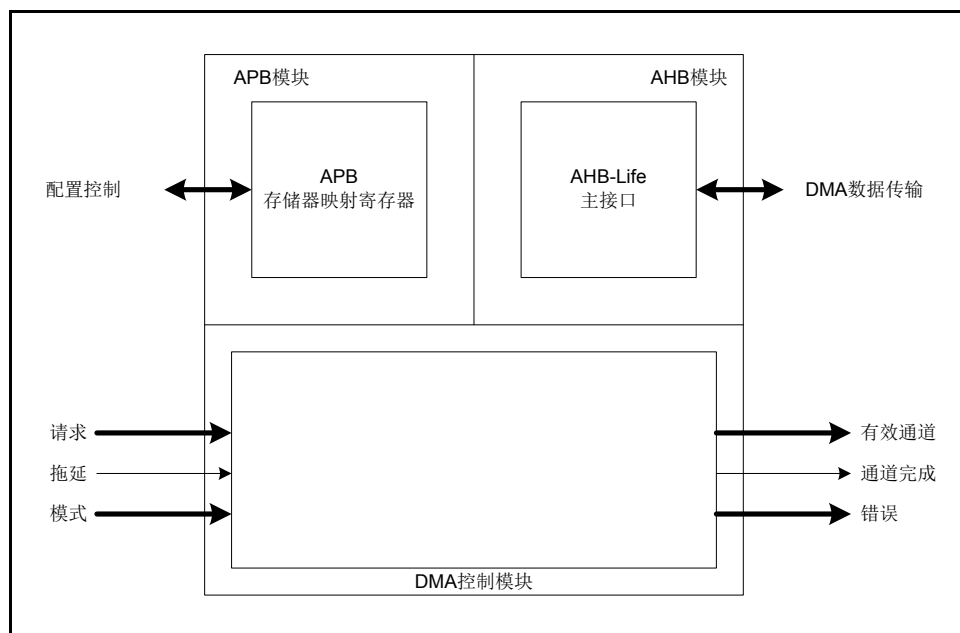 APB模块
AHB模块
APB
存储器映射寄存器
AHB-Life
主接口
配置控制
DMA数据传输
请求
拖延
模式
有效通道
通道完成
错误
DMA控制模块